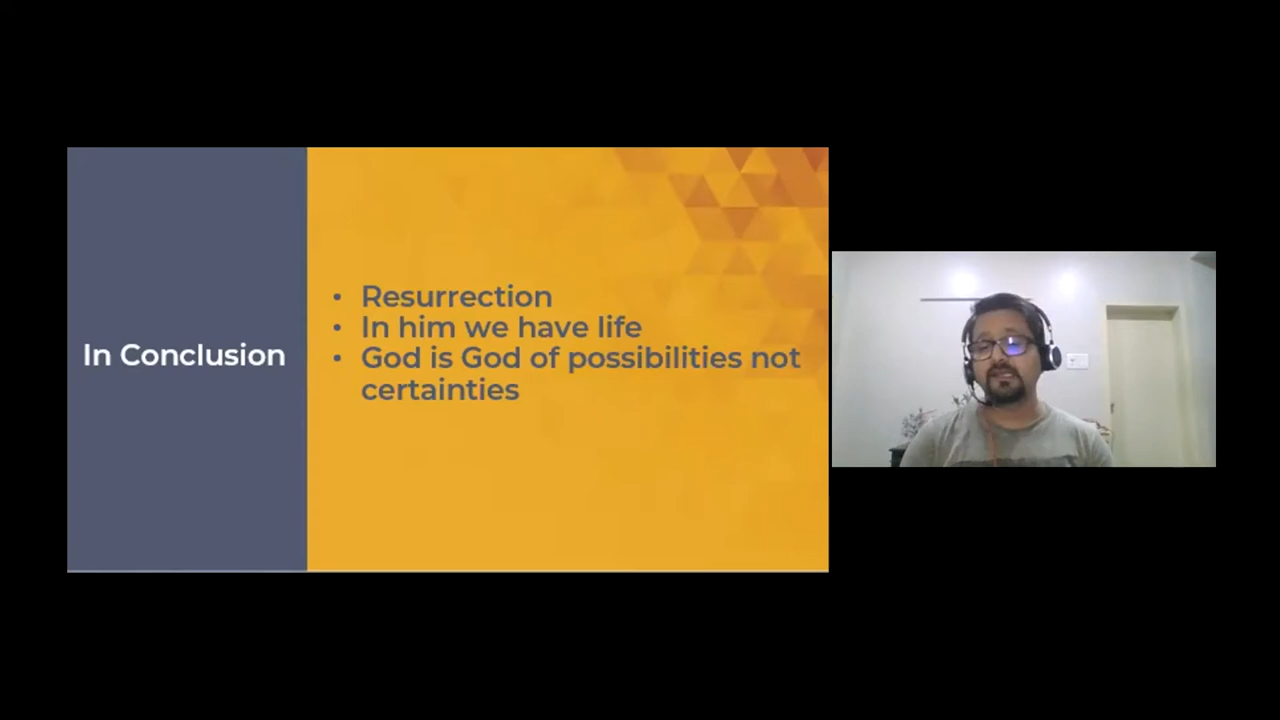 In Conclusion
• Resurrection
• In him we have life
• God is God of possibilities not
certainties